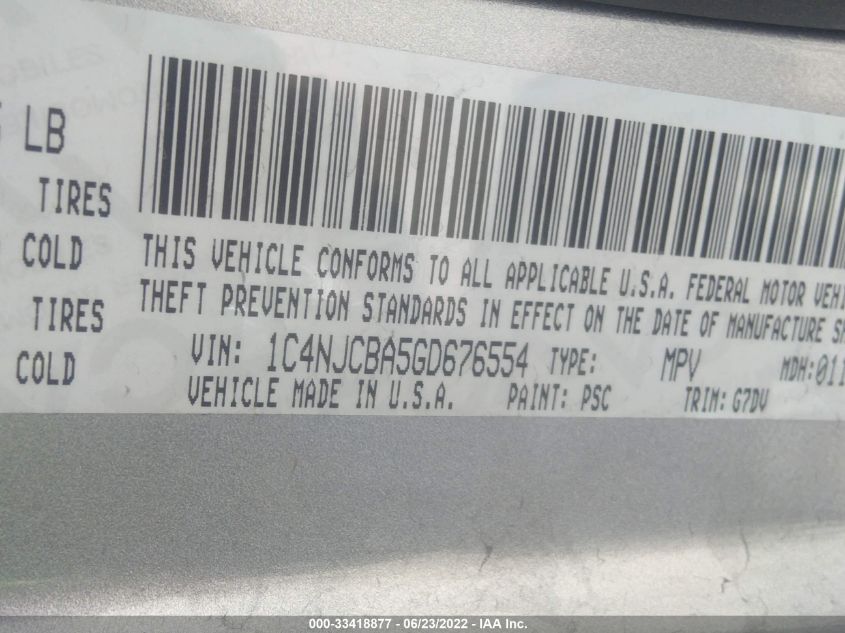 LB
TIRES
COLD
TIRES
COLD
THIS VEHICLE CONFORMS TO ALL APPLICABLE U.S.A. FEDERAL MOTOR
THEFT PREVENTION STANDARDS IN EFFECT ON THE DATE OF MANUFACTURE
VIN: 1C4NJCBA5GD676554 TYPE: MPV MDH:011
VEHICLE MADE IN U.S.A. PAINT: PSC TRIM: G7DV
000-33418877 - 06/23/2022 - IAA Inc.